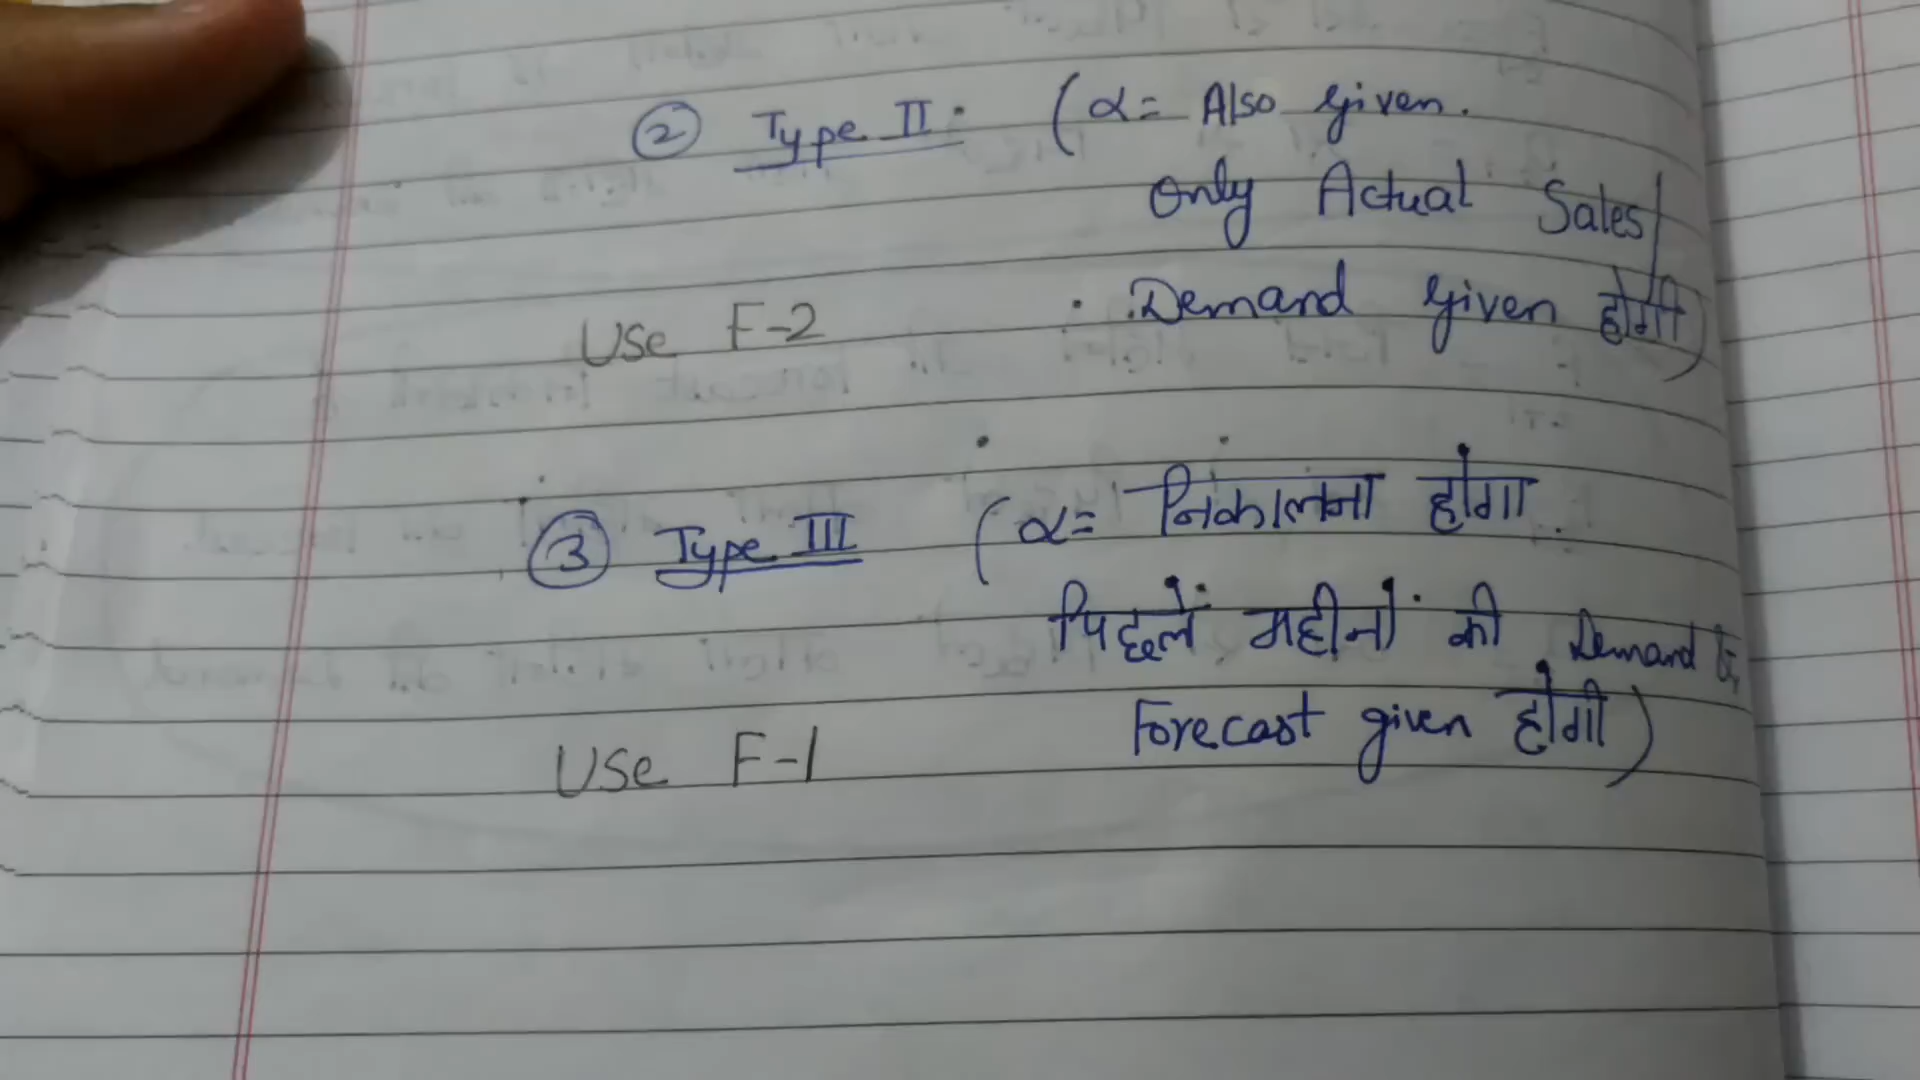 ② Type II. (α = Also given.
Only Actual Sales/
Demand given होगी)
Use F-2
③ Type III (α = निकालना होगा.
पिछले महीनों की Demand &
Forecast given होगी)
Use F-1